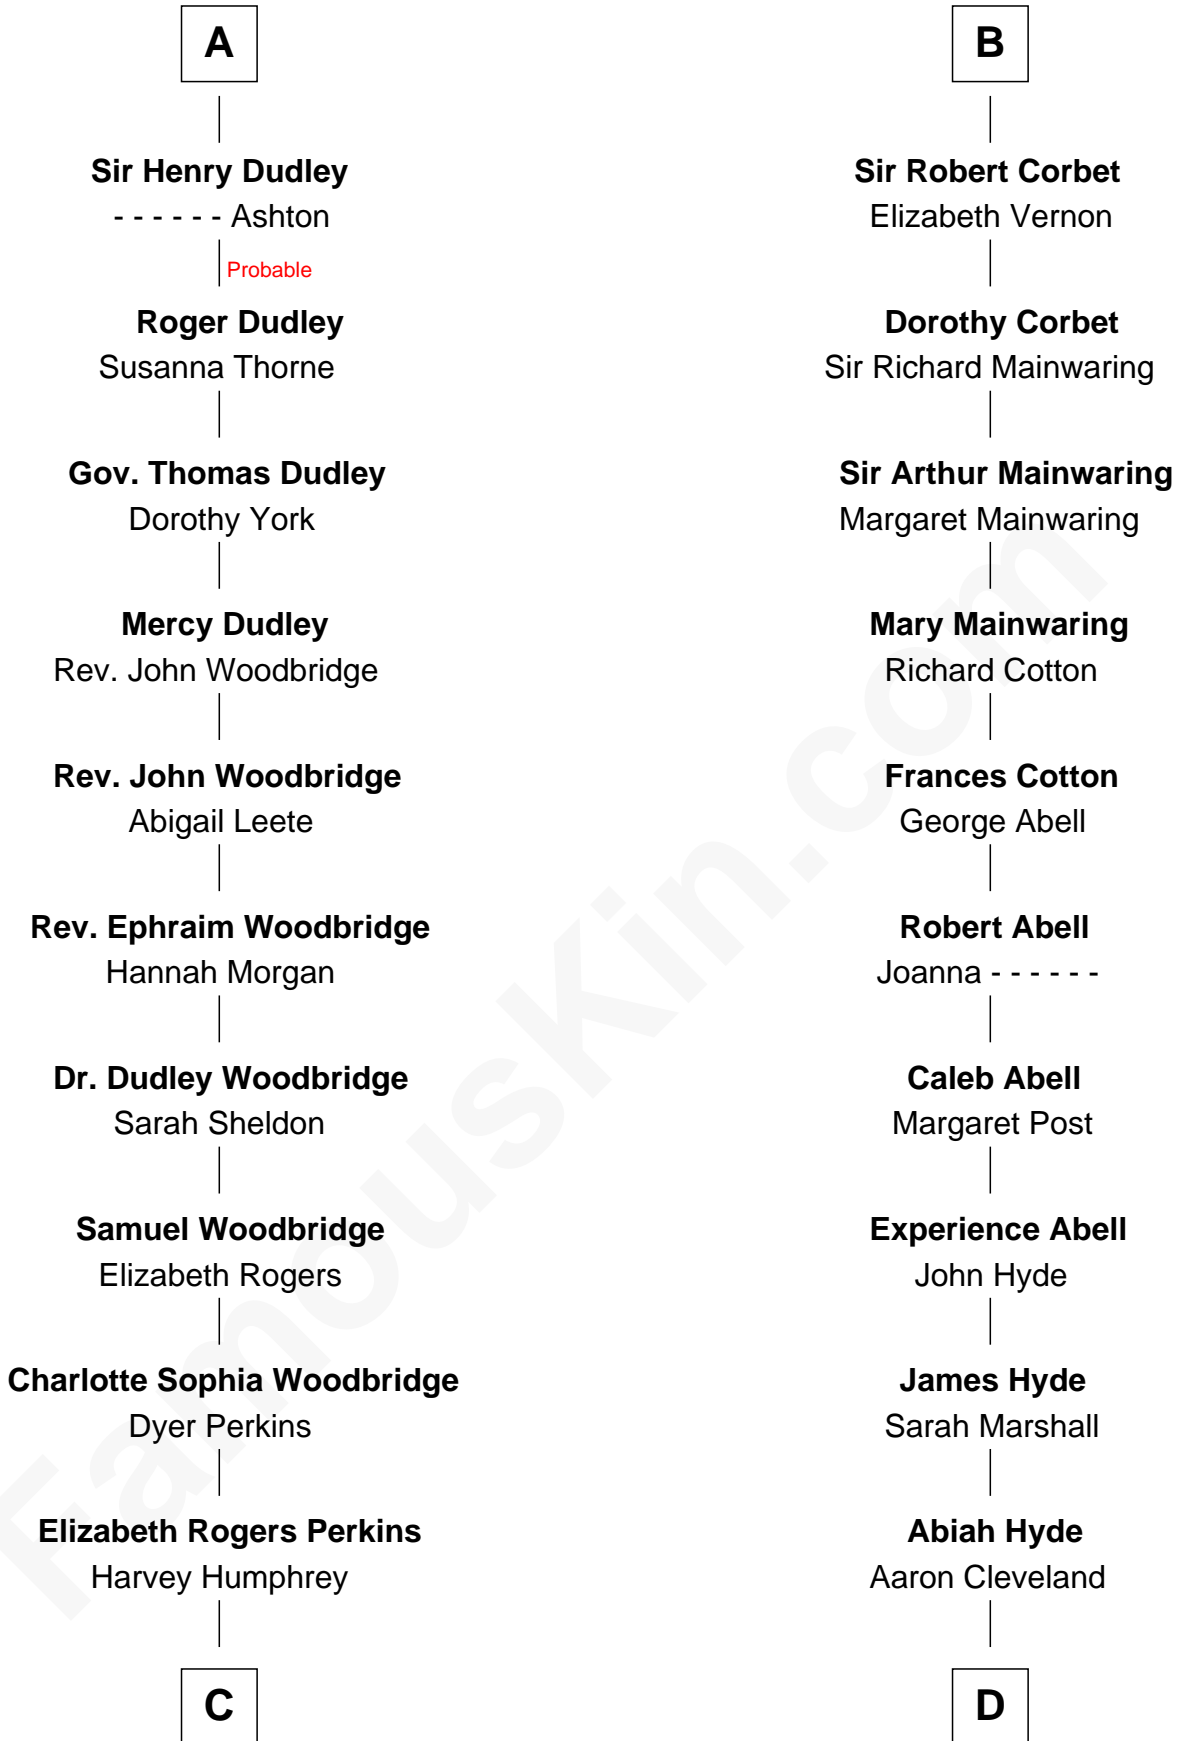 A
Sir Henry Dudley
- - - - - - Ashton
Probable
Roger Dudley
Susanna Thorne
Gov. Thomas Dudley
Dorothy York
Mercy Dudley
Rev. John Woodbridge
Rev. John Woodbridge
Abigail Leete
Rev. Ephraim Woodbridge
Hannah Morgan
Dr. Dudley Woodbridge
Sarah Sheldon
Samuel Woodbridge
Elizabeth Rogers
Charlotte Sophia Woodbridge
Dyer Perkins
Elizabeth Rogers Perkins
Harvey Humphrey
C
B
Sir Robert Corbet
Elizabeth Vernon
Dorothy Corbet
Sir Richard Mainwaring
Sir Arthur Mainwaring
Margaret Mainwaring
Mary Mainwaring
Richard Cotton
Frances Cotton
George Abell
Robert Abell
Joanna - - - - - -
Caleb Abell
Margaret Post
Experience Abell
John Hyde
James Hyde
Sarah Marshall
Abiah Hyde
Aaron Cleveland
D
FamousKin.com